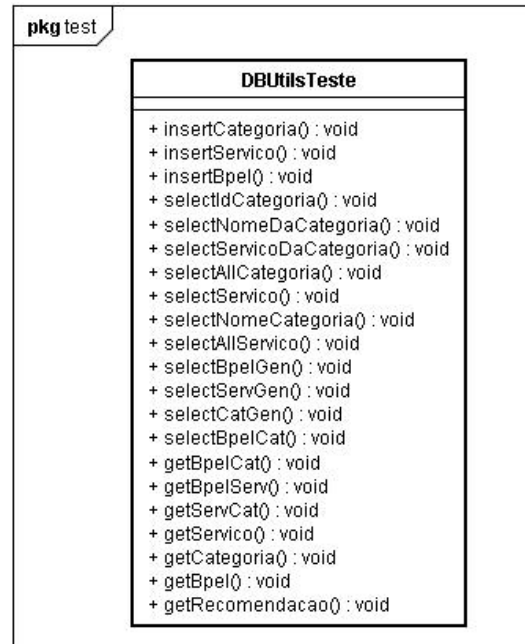 pkg test
DBUtilsTeste
+ insertCategoria() : void
+ insertServico() : void
+ insertBpel() : void
+ selectIdCategoria() : void
+ selectNomeDaCategoria() : void
+ selectServicoDaCategoria() : void
+ selectAllCategoria() : void
+ selectServico() : void
+ selectNomeCategoria() : void
+ selectAllServico() : void
+ selectBpelGen() : void
+ selectServGen() : void
+ selectCatGen() : void
+ selectBpelCat() : void
+ getBpelCat() : void
+ getBpelServ() : void
+ getServCat() : void
+ getServico() : void
+ getCategoria() : void
+ getBpel() : void
+ getRecomendacao() : void